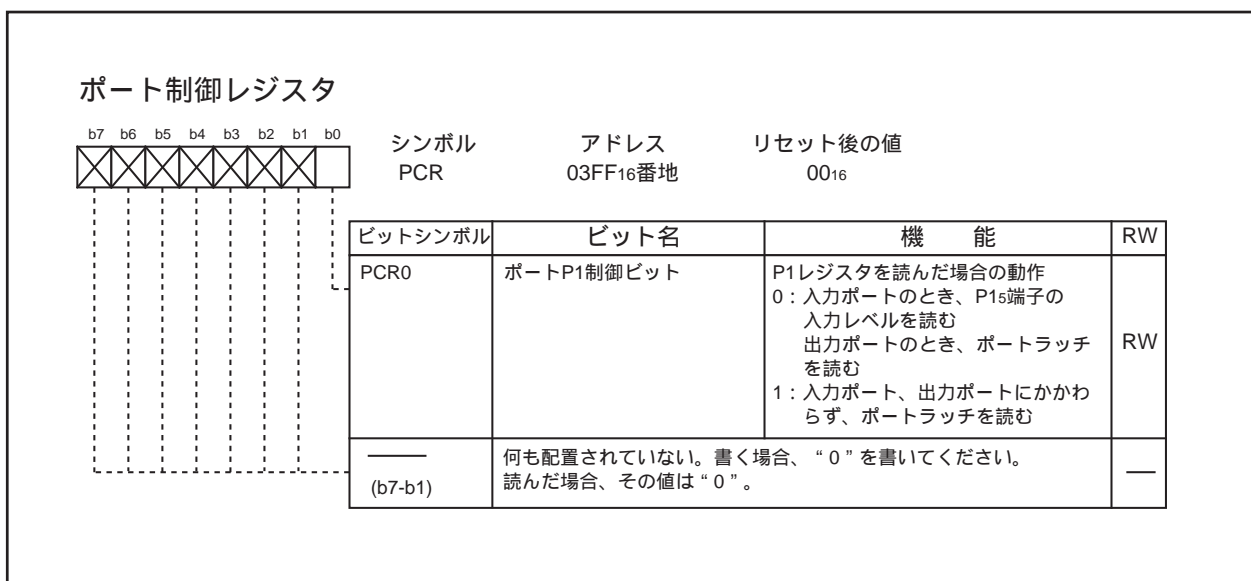 ポート制御レジスタ
b7 b6 b5 b4 b3 b2 b1 b0
シンボル アドレス リセット後の値
PCR 03FF16番地 0016
ビットシンボル ビット名 機 能 RW
PCR0 ポートP1制御ビット P1レジスタを読んだ場合の動作
0：入力ポートのとき、P15端子の
入力レベルを読む
出力ポートのとき、ポートラッチ
を読む
1：入力ポート、出力ポートにかかわ
らず、ポートラッチを読む
RW
(b7-b1) 何も配置されていない。書く場合、“0”を書いてください。
読んだ場合、その値は“0”。
—